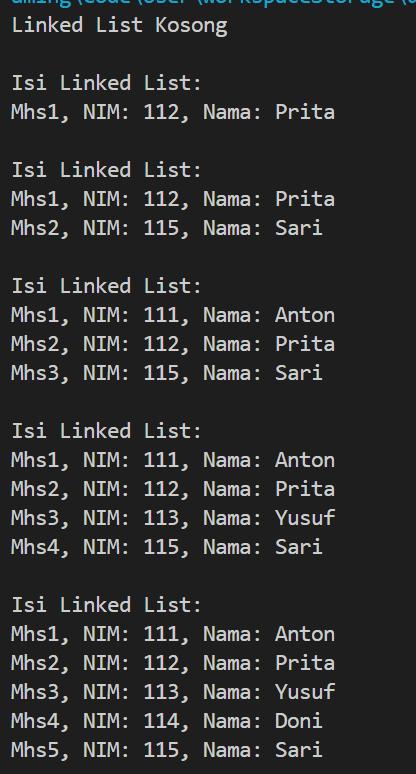 Linked List Kosong
Isi Linked List:
Mhs1, NIM: 112, Nama: Prita
Isi Linked List:
Mhs1, NIM: 112, Nama: Prita
Mhs2, NIM: 115, Nama: Sari
Isi Linked List:
Mhs1, NIM: 111, Nama: Anton
Mhs2, NIM: 112, Nama: Prita
Mhs3, NIM: 115, Nama: Sari
Isi Linked List:
Mhs1, NIM: 111, Nama: Anton
Mhs2, NIM: 112, Nama: Prita
Mhs3, NIM: 113, Nama: Yusuf
Mhs4, NIM: 115, Nama: Sari
Isi Linked List:
Mhs1, NIM: 111, Nama: Anton
Mhs2, NIM: 112, Nama: Prita
Mhs3, NIM: 113, Nama: Yusuf
Mhs4, NIM: 114, Nama: Doni
Mhs5, NIM: 115, Nama: Sari